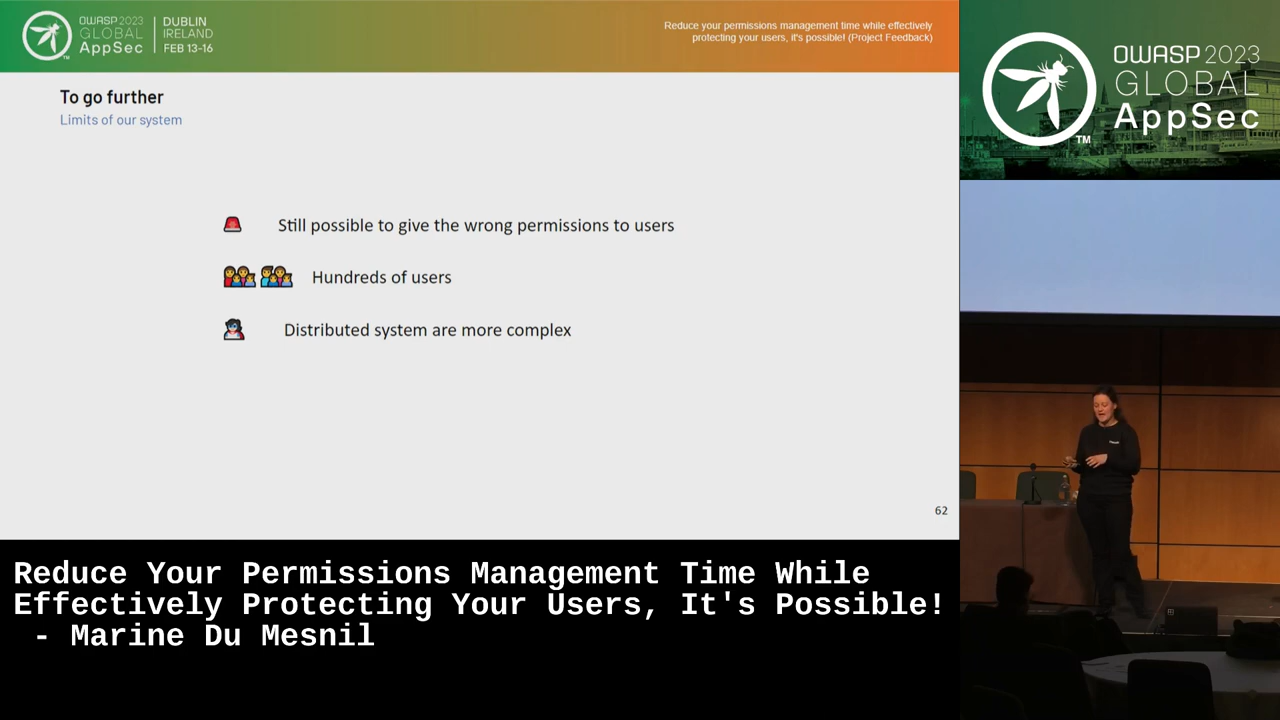 OWASP 2023
GLOBAL
AppSec
DUBLIN
IRELAND
FEB 13-16
Reduce your permissions management time while effectively
protecting your users, it's possible! (Project Feedback)
To go further
Limits of our system
Still possible to give the wrong permissions to users
Hundreds of users
Distributed system are more complex
62
OWASP 2023
GLOBAL
AppSec
TM
Reduce Your Permissions Management Time While
Effectively Protecting Your Users, It's Possible!
- Marine Du Mesnil